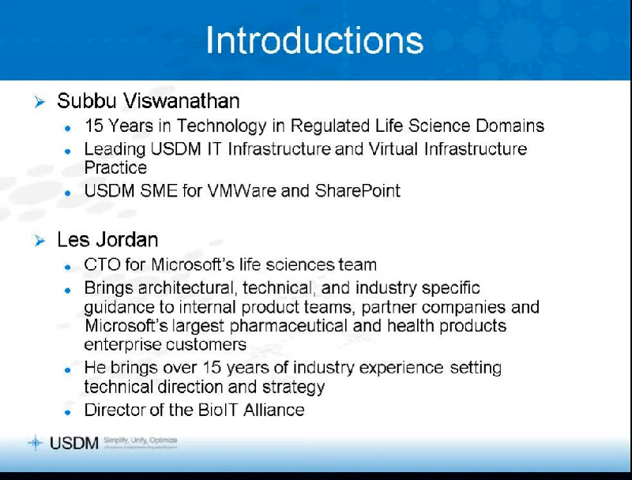 Introductions
Subbu Viswanathan
15 Years in Technology in Regulated Life Science Domains
Leading USDM IT Infrastructure and Virtual Infrastructure
Practice
USDM SME for VMWare and SharePoint
Les Jordan
CTO for Microsoft's life sciences team
Brings architectural, technical, and industry specific
guidance to internal product teams, partner companies and
Microsoft's largest pharmaceutical and health products
enterprise customers
He brings over 15 years of industry experience setting
technical direction and strategy
Director of the BioIT Alliance
USDM Simplify, Unify, Optimize